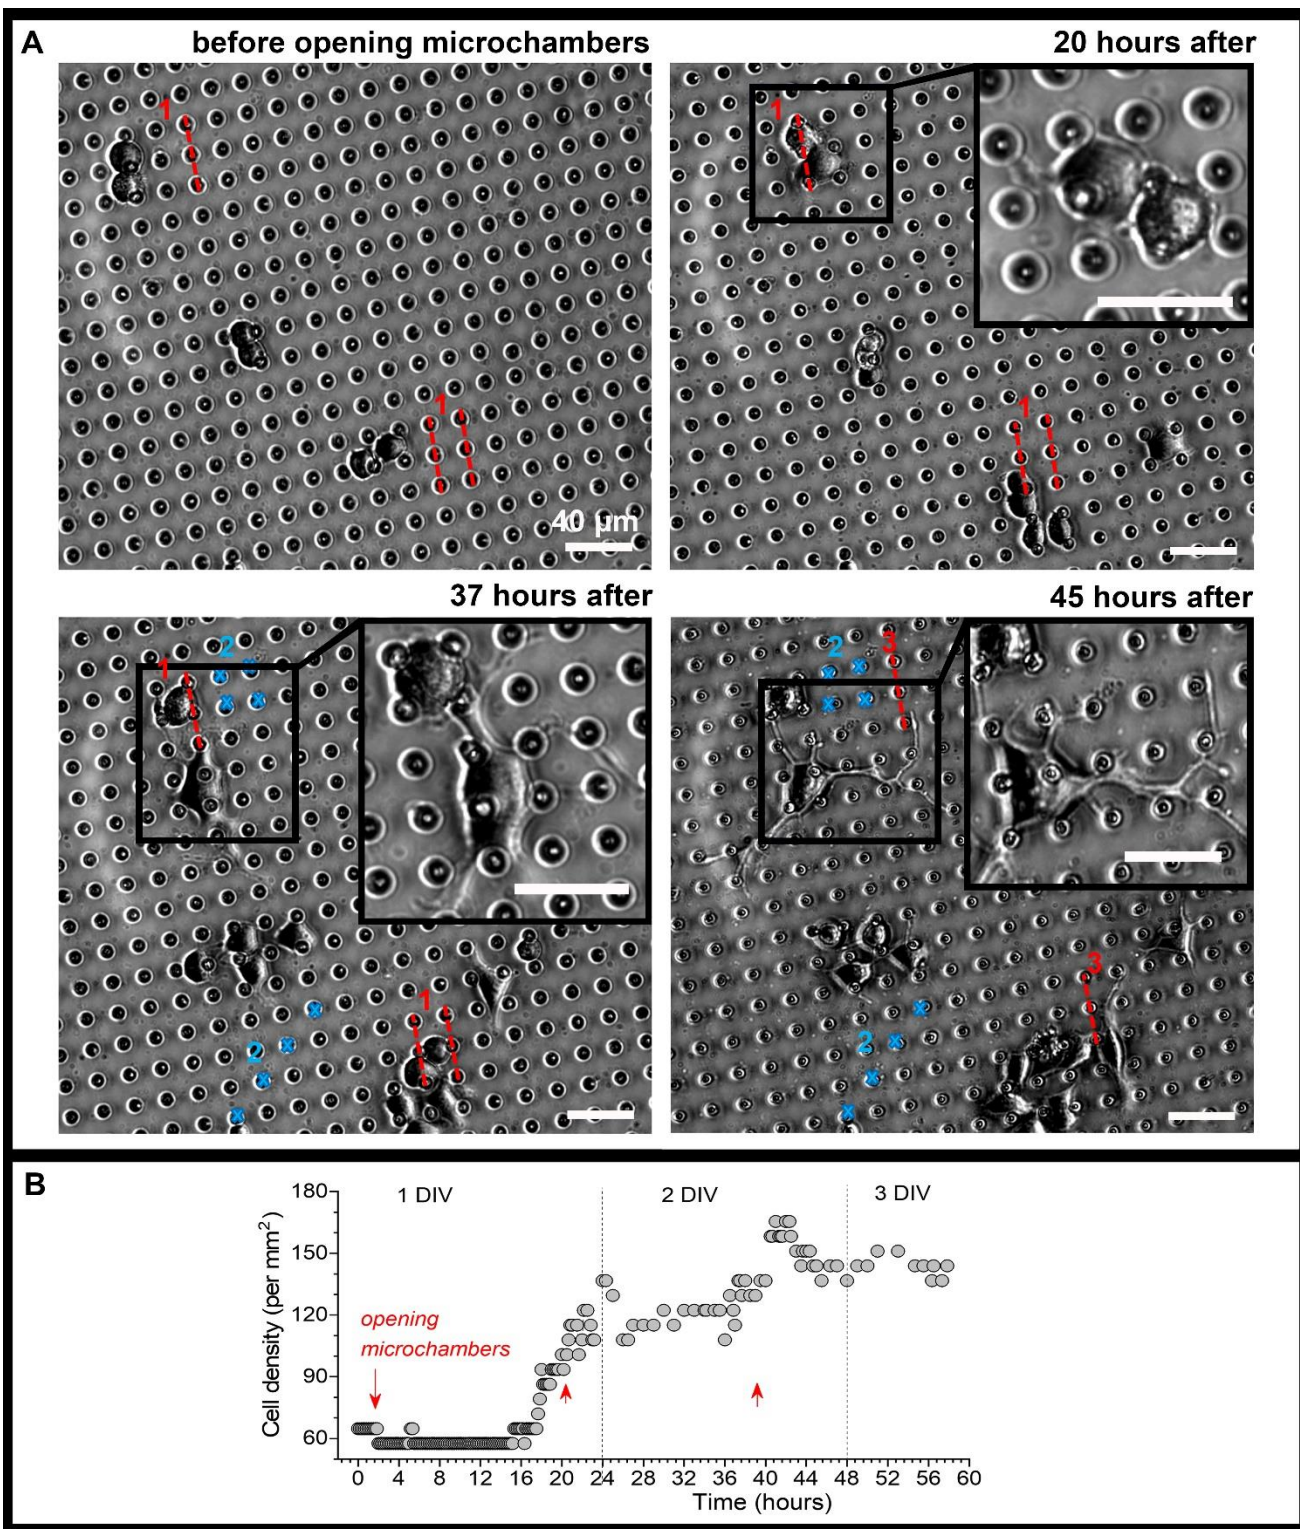 A
before opening microchambers
20 hours after
1
1
40 µm
1
1
37 hours after
45 hours after
1
2
1
2
2
3
3
2
B
1 DIV
2 DIV
3 DIV
opening
microchambers
Cell density (per mm²)
180
150
120
90
60
0 4 8 12 16 20 24 28 32 36 40 44 48 52 56 60
Time (hours)